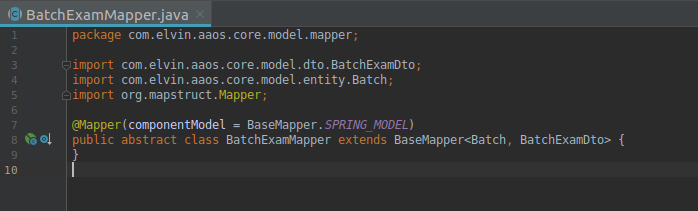 BatchExamMapper.java
1 package com.elvin.aaos.core.model.mapper;
2
3 import com.elvin.aaos.core.model.dto.BatchExamDto;
4 import com.elvin.aaos.core.model.entity.Batch;
5 import org.mapstruct.Mapper;
6
7 @Mapper(componentModel = BaseMapper.SPRING_MODEL)
8 public abstract class BatchExamMapper extends BaseMapper<Batch, BatchExamDto> {
9 }
10